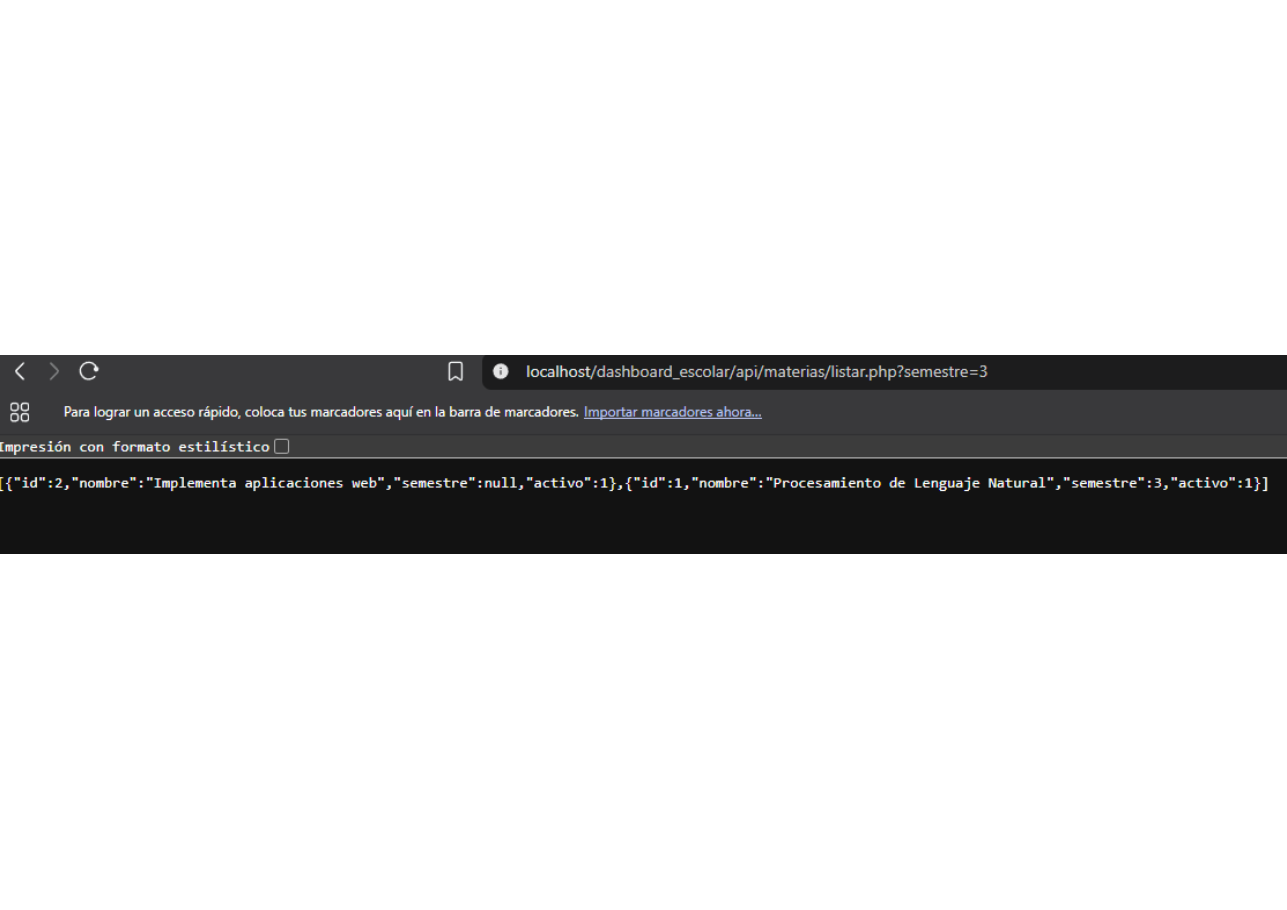 localhost/dashboard_escolar/api/materias/listar.php?semestre=3
Para lograr un acceso rápido, coloca tus marcadores aquí en la barra de marcadores. Importar marcadores ahora...
Impresión con formato estilístico
[{"id":2,"nombre":"Implementa aplicaciones web","semestre":null,"activo":1},{"id":1,"nombre":"Procesamiento de Lenguaje Natural","semestre":3,"activo":1}]